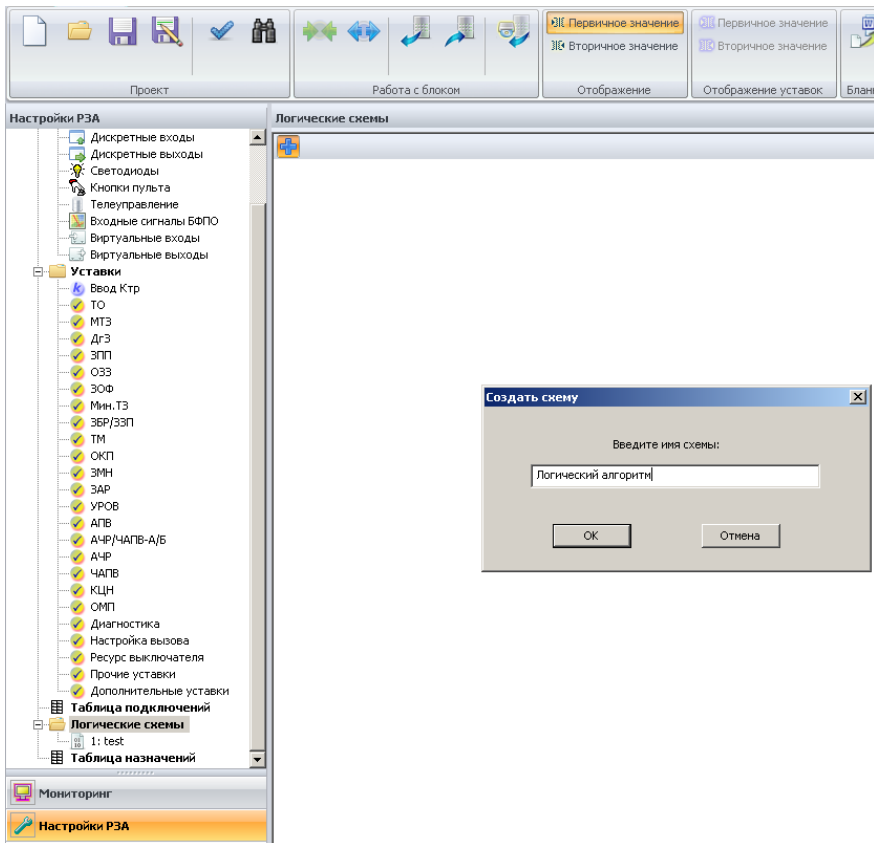 Первичное значение
Вторичное значение
Первичное значение
Вторичное значение
Проект
Работа с блоком
Отображение
Отображение уставок
Блан
Настройки РЗА
Логические схемы
Дискретные входы
Дискретные выходы
Светодиоды
Кнопки пульта
Телеуправление
Входные сигналы БФПО
Виртуальные входы
Виртуальные выходы
Уставки
Ввод Ктр
ТО
МТЗ
ДгЗ
ЗПП
ОЗЗ
ЗОФ
Мин.ТЗ
ЗБР/ЗЗП
ТМ
ОКП
ЗМН
ЗАР
УРОВ
АПВ
АЧР/ЧАПВ-А/Б
АЧР
ЧАПВ
КЦН
ОМП
Диагностика
Настройка вызова
Ресурс выключателя
Прочие уставки
Дополнительные уставки
Таблица подключений
Логические схемы
1: test
Таблица назначений
Мониторинг
Настройки РЗА
Создать схему
Введите имя схемы:
Логический алгоритм
ОК
Отмена